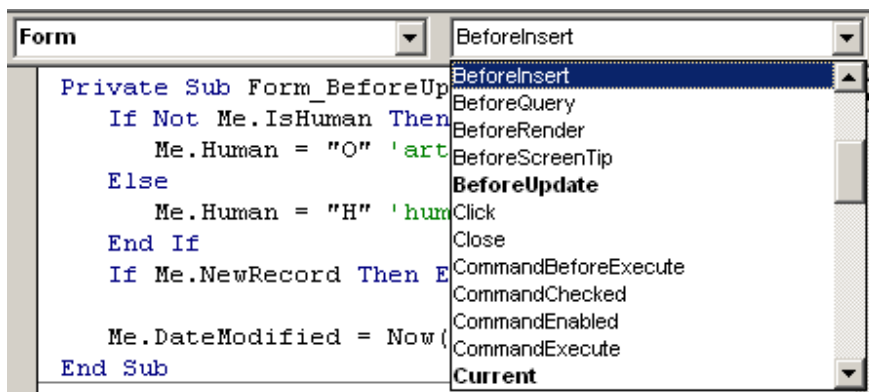 Form
BeforeInsert
Private Sub Form_BeforeUp
If Not Me.IsHuman Then
Me.Human = "O" 'art
Else
Me.Human = "H" 'hum
End If
If Me.NewRecord Then E
Me.DateModified = Now(
End Sub
BeforeInsert
BeforeQuery
BeforeRender
BeforeScreenTip
BeforeUpdate
Click
Close
CommandBeforeExecute
CommandChecked
CommandEnabled
CommandExecute
Current